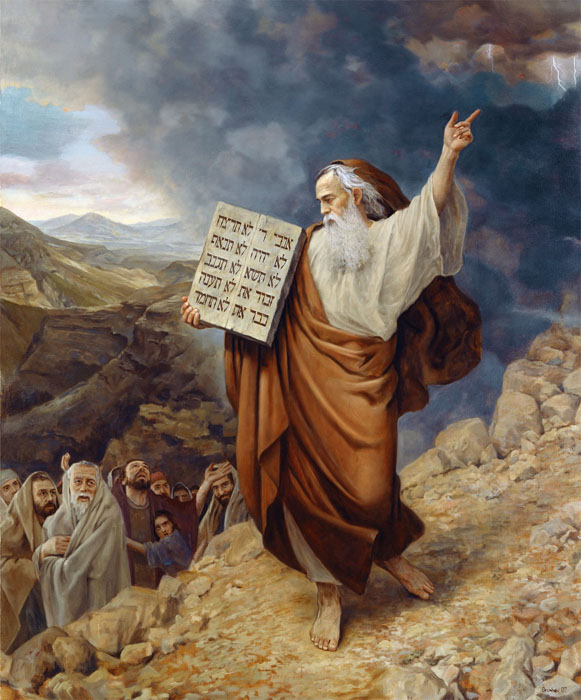 אנכי ד'
לא יהיה
לא תשא
זכור את
כבד את
לא תרצח
לא תנאף
לא תגנב
לא תענה
לא תחמד